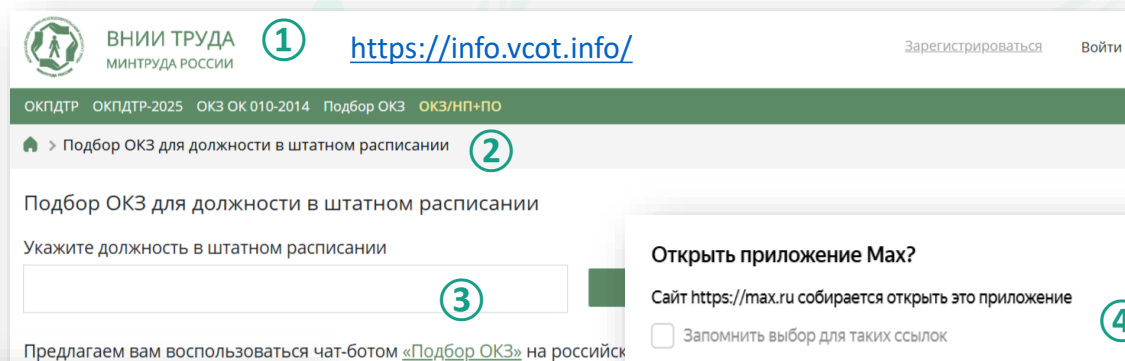 ВНИИ ТРУДА
МИНТРУДА РОССИИ
1
https://info.vcot.info/
Зарегистрироваться
Войти
ОКПДТР ОКПДТР-2025 ОКЗ ОК 010-2014 Подбор ОКЗ ОКЗ/НП+ПО
> Подбор ОКЗ для должности в штатном расписании
2
Подбор ОКЗ для должности в штатном расписании
Укажите должность в штатном расписании
3
Предлагаем вам воспользоваться чат-ботом «Подбор ОКЗ» на российск
Открыть приложение Max?
Сайт https://max.ru собирается открыть это приложение
4
Запомнить выбор для таких ссылок